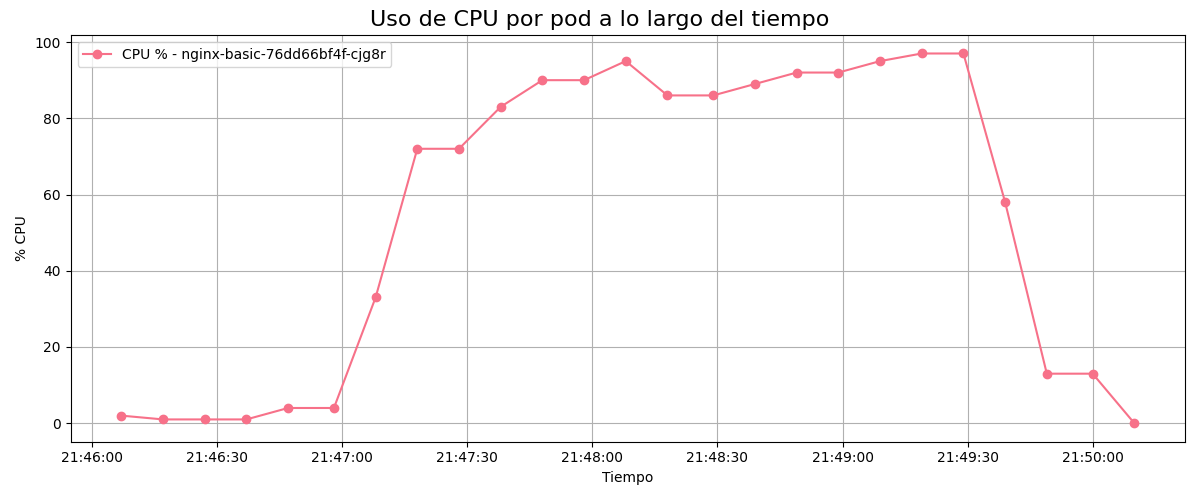 Uso de CPU por pod a lo largo del tiempo
CPU % - nginx-basic-76dd66bf4f-cjg8r
100
80
60
40
20
0
% CPU
21:46:00 21:46:30 21:47:00 21:47:30 21:48:00 21:48:30 21:49:00 21:49:30 21:50:00
Tiempo